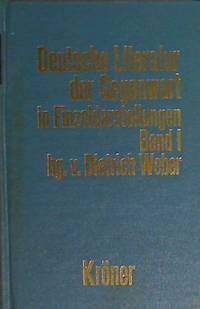 Deutsche Literatur
der Gegenwart
in Einzeldarstellungen
Band I
hg. v. Dietrich Weber
Kröner